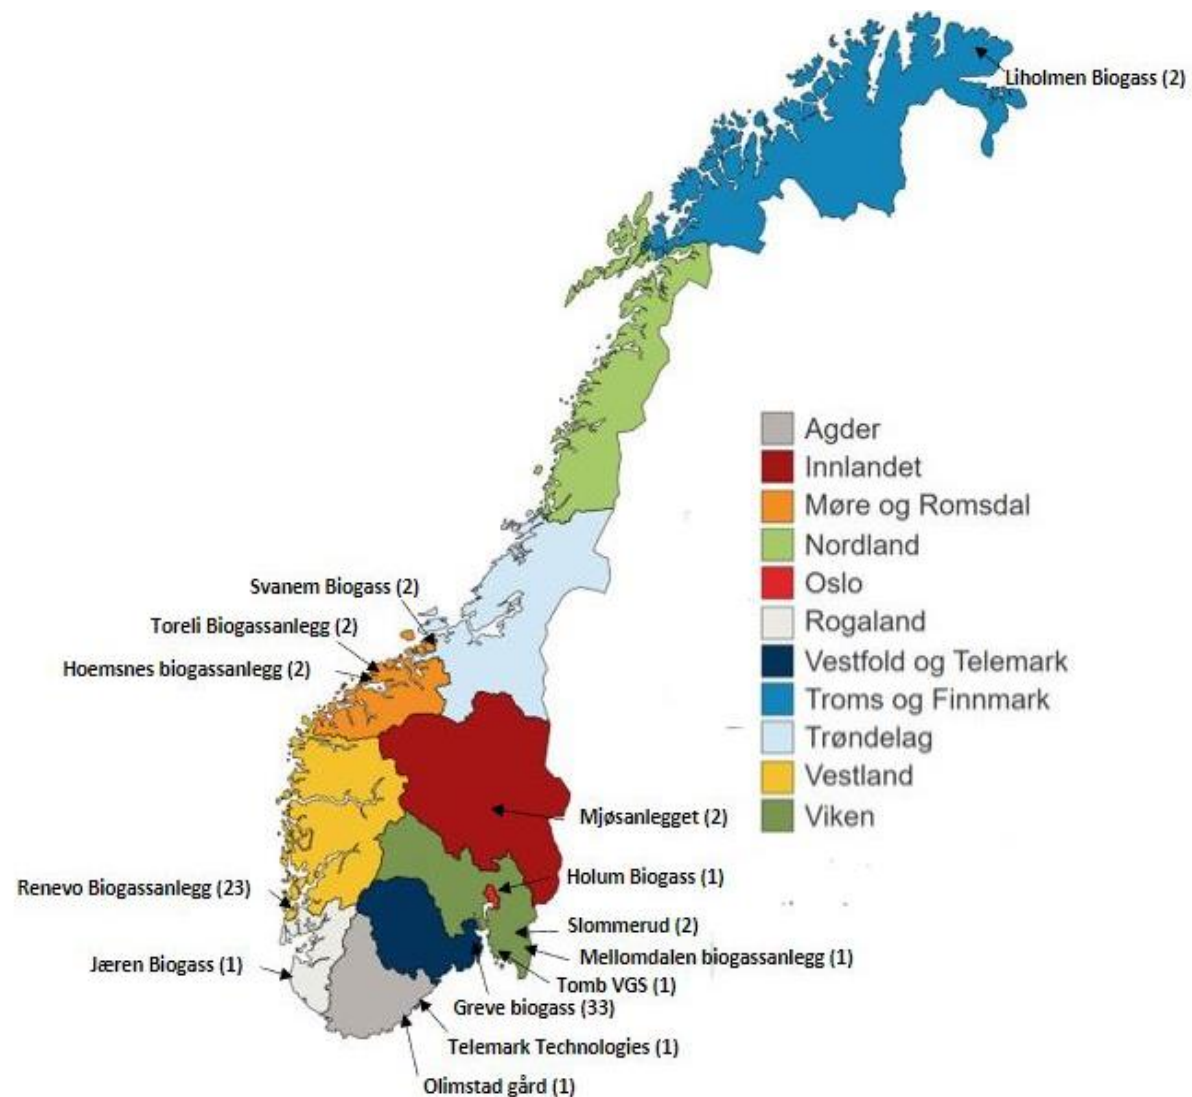 Liholmen Biogass (2)
Agder
Innlandet
Møre og Romsdal
Nordland
Oslo
Rogaland
Vestfold og Telemark
Troms og Finnmark
Trøndelag
Vestland
Viken
Svanem Biogass (2)
Toreli Biogassanlegg (2)
Hoemsnes biogassanlegg (2)
Mjøsanlegget (2)
Holum Biogass (1)
Renevo Biogassanlegg (23)
Slommerud (2)
Mellomdalen biogassanlegg (1)
Jæren Biogass (1)
Tomb VGS (1)
Greve biogass (33)
Telemark Technologies (1)
Olimstad gård (1)